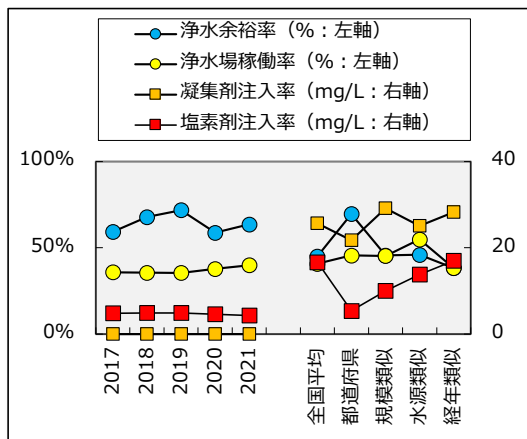 浄水余裕率（%：左軸）
浄水場稼働率（%：左軸）
凝集剤注入率（mg/L：右軸）
塩素剤注入率（mg/L：右軸）
100%
40
50%
20
0%
0
2017
2018
2019
2020
2021
全国平均
都道府県
規模類似
水源類似
経年類似